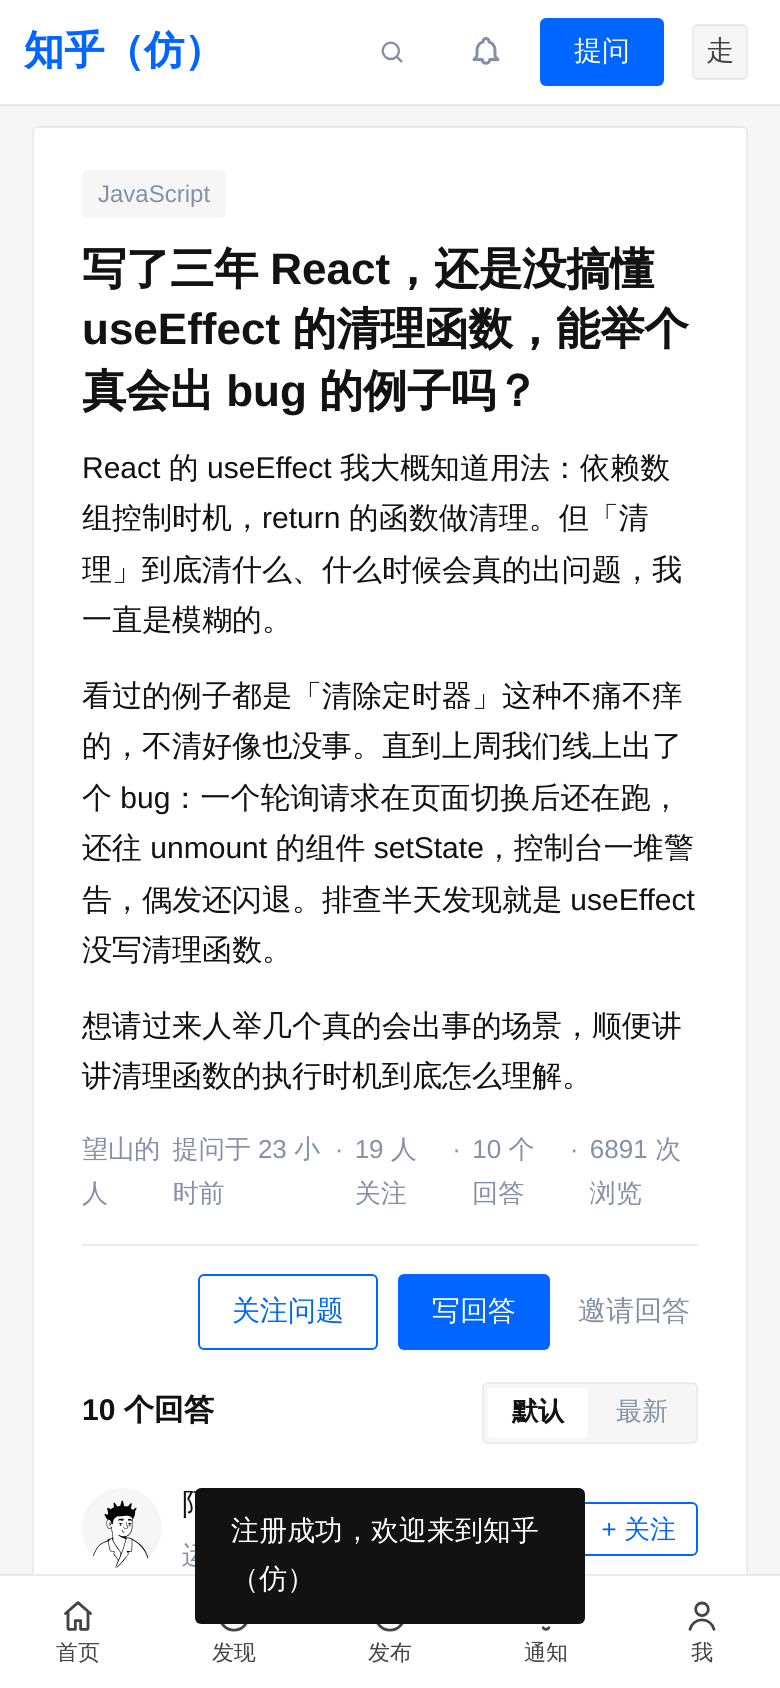 知乎（仿）
提问
走
JavaScript
写了三年 React，还是没搞懂
useEffect 的清理函数，能举个
真会出 bug 的例子吗？
React 的 useEffect 我大概知道用法：依赖数
组控制时机，return 的函数做清理。但「清
理」到底清什么、什么时候会真的出问题，我
一直是模糊的。
看过的例子都是「清除定时器」这种不痛不痒
的，不清好像也没事。直到上周我们线上出了
个 bug：一个轮询请求在页面切换后还在跑，
还往 unmount 的组件 setState，控制台一堆警
告，偶发还闪退。排查半天发现就是 useEffect
没写清理函数。
想请过来人举几个真的会出事的场景，顺便讲
讲清理函数的执行时机到底怎么理解。
望山的人 提问于 23 小时前 · 19 人关注 · 10 个回答 · 6891 次浏览
关注问题
写回答
邀请回答
10 个回答
默认
最新
+ 关注
注册成功，欢迎来到知乎
（仿）
首页
发现
发布
通知
我